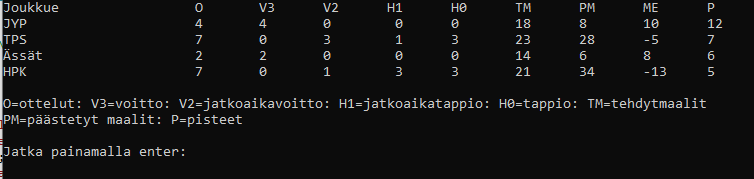 Joukkue O V3 V2 H1 H0 TM PM ME P
JYP 4 4 0 0 0 18 8 10 12
TPS 7 0 3 1 3 23 28 -5 7
Ässät 2 2 0 0 0 14 6 8 6
HPK 7 0 1 3 3 21 34 -13 5
O=ottelut: V3=voitto: V2=jatkoaikavoitto: H1=jatkoaikatappio: H0=tappio: TM=tehdytmaalit
PM=päästetyt maalit: P=pisteet
Jatka painamalla enter: